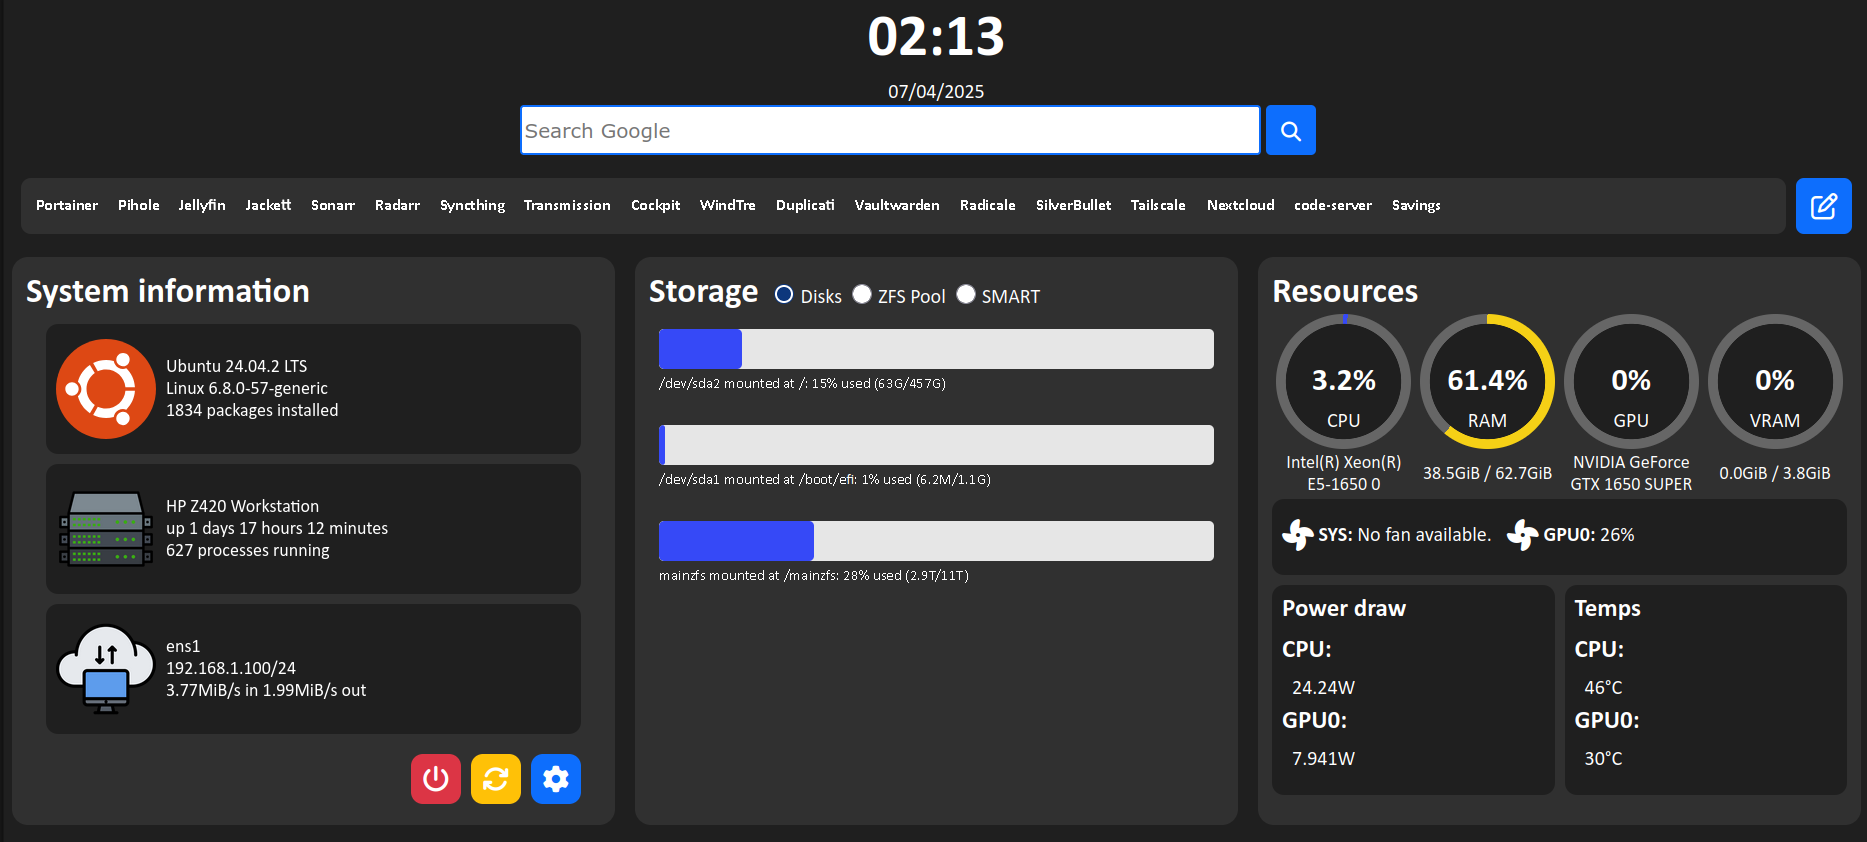 02:13
07/04/2025
Search Google
Portainer Pihole Jellyfin Jackett Sonarr Radarr Syncthing Transmission Cockpit WindTre Duplicati Vaultwarden Radicale SilverBullet Tailscale Nextcloud code-server Savings
System information
Ubuntu 24.04.2 LTS
Linux 6.8.0-57-generic
1834 packages installed
HP Z420 Workstation
up 1 days 17 hours 12 minutes
627 processes running
ens1
192.168.1.100/24
3.77MiB/s in 1.99MiB/s out
Storage Disks ZFS Pool SMART
/dev/sda2 mounted at /: 15% used (63G/457G)
/dev/sda1 mounted at /boot/efi: 1% used (6.2M/1.1G)
mainzfs mounted at /mainzfs: 28% used (2.9T/11T)
Resources
3.2%
CPU
Intel(R) Xeon(R)
E5-1650 0
61.4%
RAM
38.5GiB / 62.7GiB
0%
GPU
NVIDIA GeForce
GTX 1650 SUPER
0%
VRAM
0.0GiB / 3.8GiB
SYS: No fan available. GPU0: 26%
Power draw
CPU:
24.24W
GPU0:
7.941W
Temps
CPU:
46°C
GPU0:
30°C